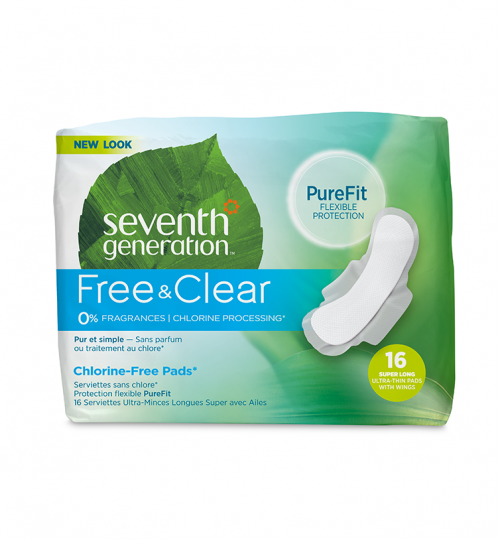 NEW LOOK
seventh
generation™
PureFit
FLEXIBLE
PROTECTION
Free & Clear
0% FRAGRANCES | CHLORINE PROCESSING*
Pur et simple — Sans parfum
ou traitement au chlore*
Chlorine-Free Pads*
Serviettes sans chlore*
Protection flexible PureFit
16 Serviettes Ultra-Minces Longues Super avec Ailes
16
SUPER LONG
ULTRA-THIN PADS
WITH WINGS